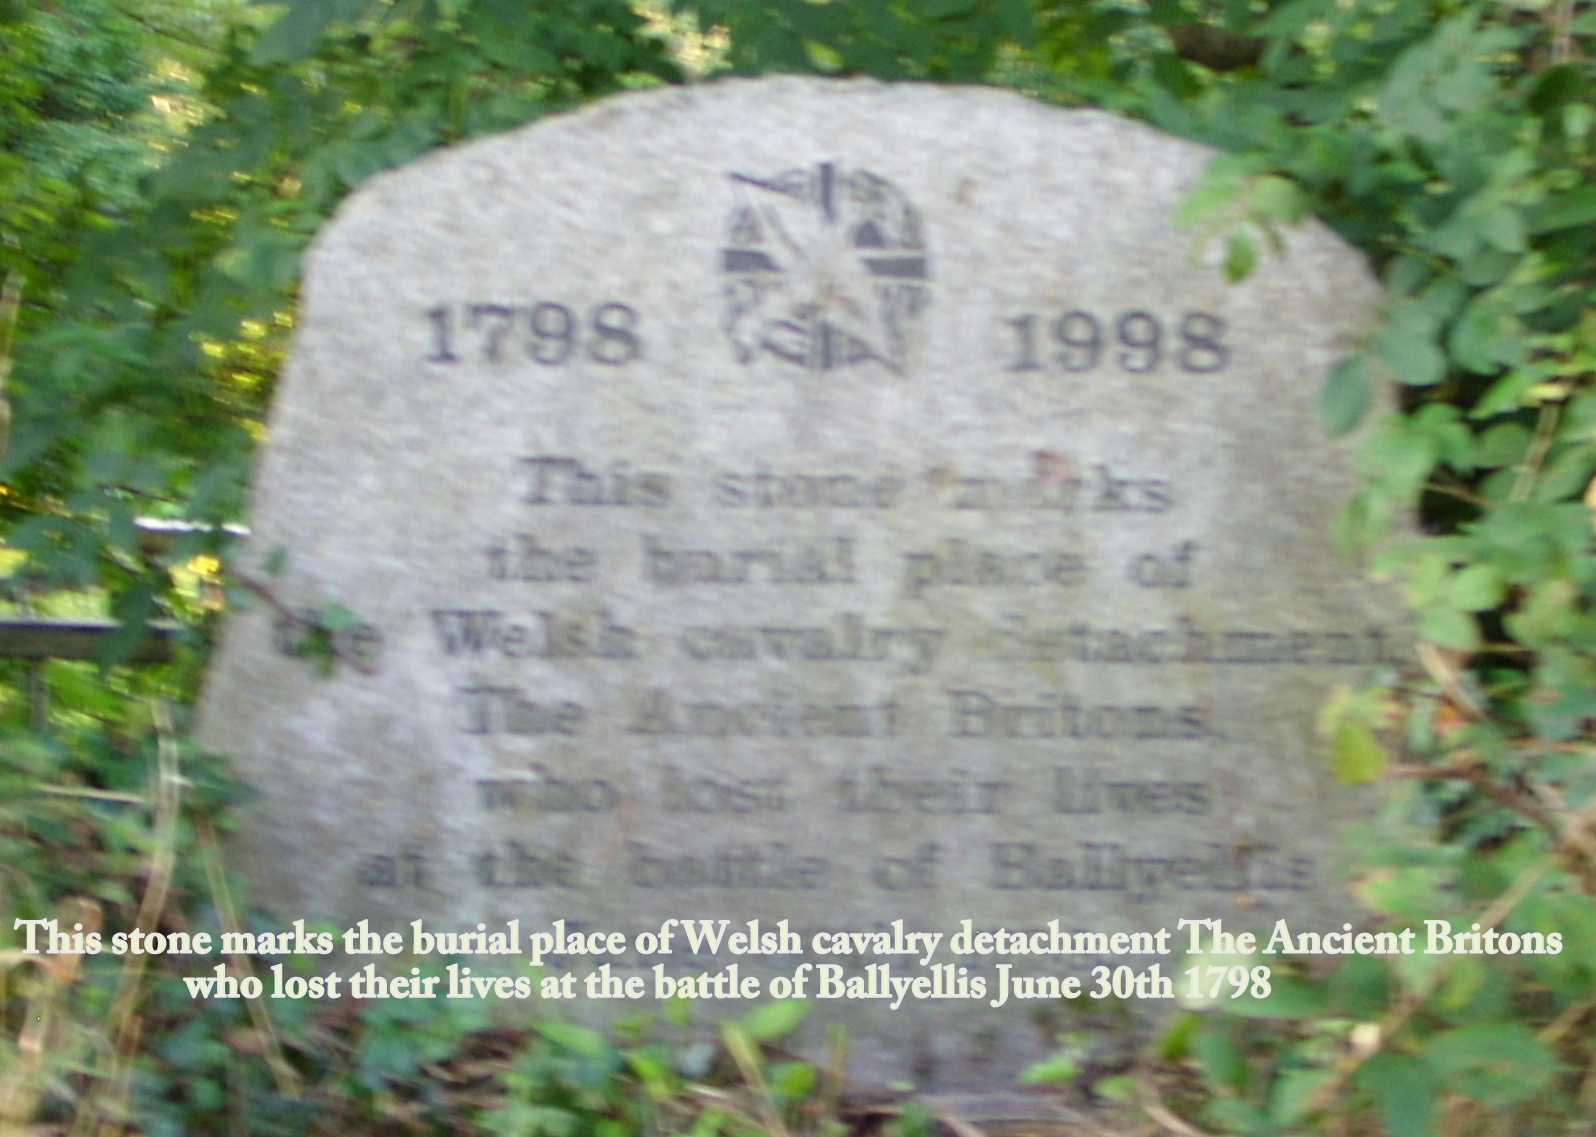 1798 1998
This stone marks
the burial place of
the Welsh cavalry detachment,
The Ancient Britons,
who lost their lives
at the battle of Ballyellis
This stone marks the burial place of Welsh cavalry detachment The Ancient Britons
who lost their lives at the battle of Ballyellis June 30th 1798